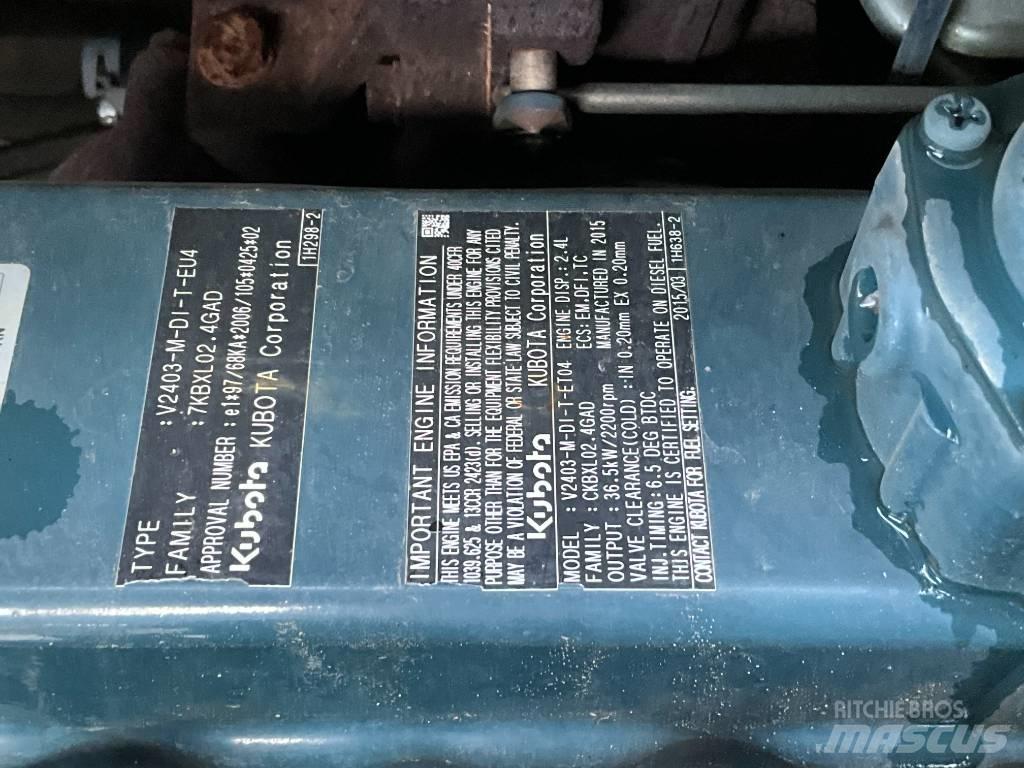 TYPE : V2403-M-DI-T-EU4
FAMILY : 7KBXL02.4GAD
APPROVAL NUMBER : e1*97/68KA*2006/105*0425*02
Kubota KUBOTA Corporation
1H298-2
IMPORTANT ENGINE INFORMATION
THIS ENGINE MEETS US EPA & CA EMISSION REQUIREMENTS UNDER 40CFR
1039.625 & 13CCR 2423(d). SELLING OR INSTALLING THIS ENGINE FOR ANY
PURPOSE OTHER THAN FOR THE EQUIPMENT FLEXIBILITY PROVISIONS CITED
MAY BE A VIOLATION OF FEDERAL OR STATE LAW SUBJECT TO CIVIL PENALTY.
Kubota KUBOTA Corporation
MODEL : V2403-M-DI-T-ET04 ENGINE DISP.: 2.4L
FAMILY : CKBXL02.4GAD ECS: EM.DFI.TC
OUTPUT : 36.5kW/2200rpm MANUFACTURED IN 2015
VALVE CLEARANCE(COLD) : IN 0.20mm EX 0.20mm
INJ.TIMING: 6.5 DEG BTDC
THIS ENGINE IS CERTIFIED TO OPERATE ON DIESEL FUEL.
CONTACT KUBOTA FOR FUEL SETTING. 2015/03 1H638-2
RITCHIE BROS.
MASCUS